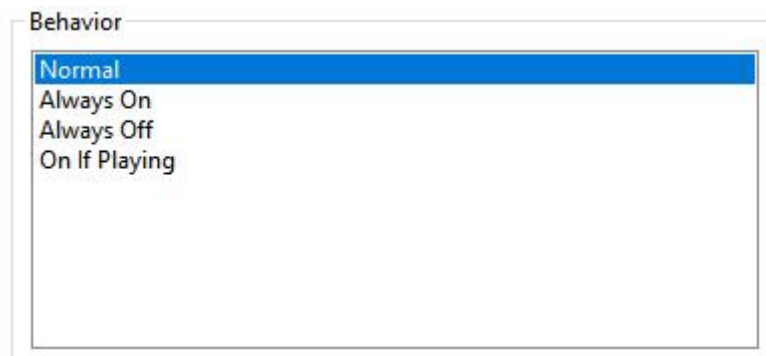 Behavior
Normal
Always On
Always Off
On If Playing